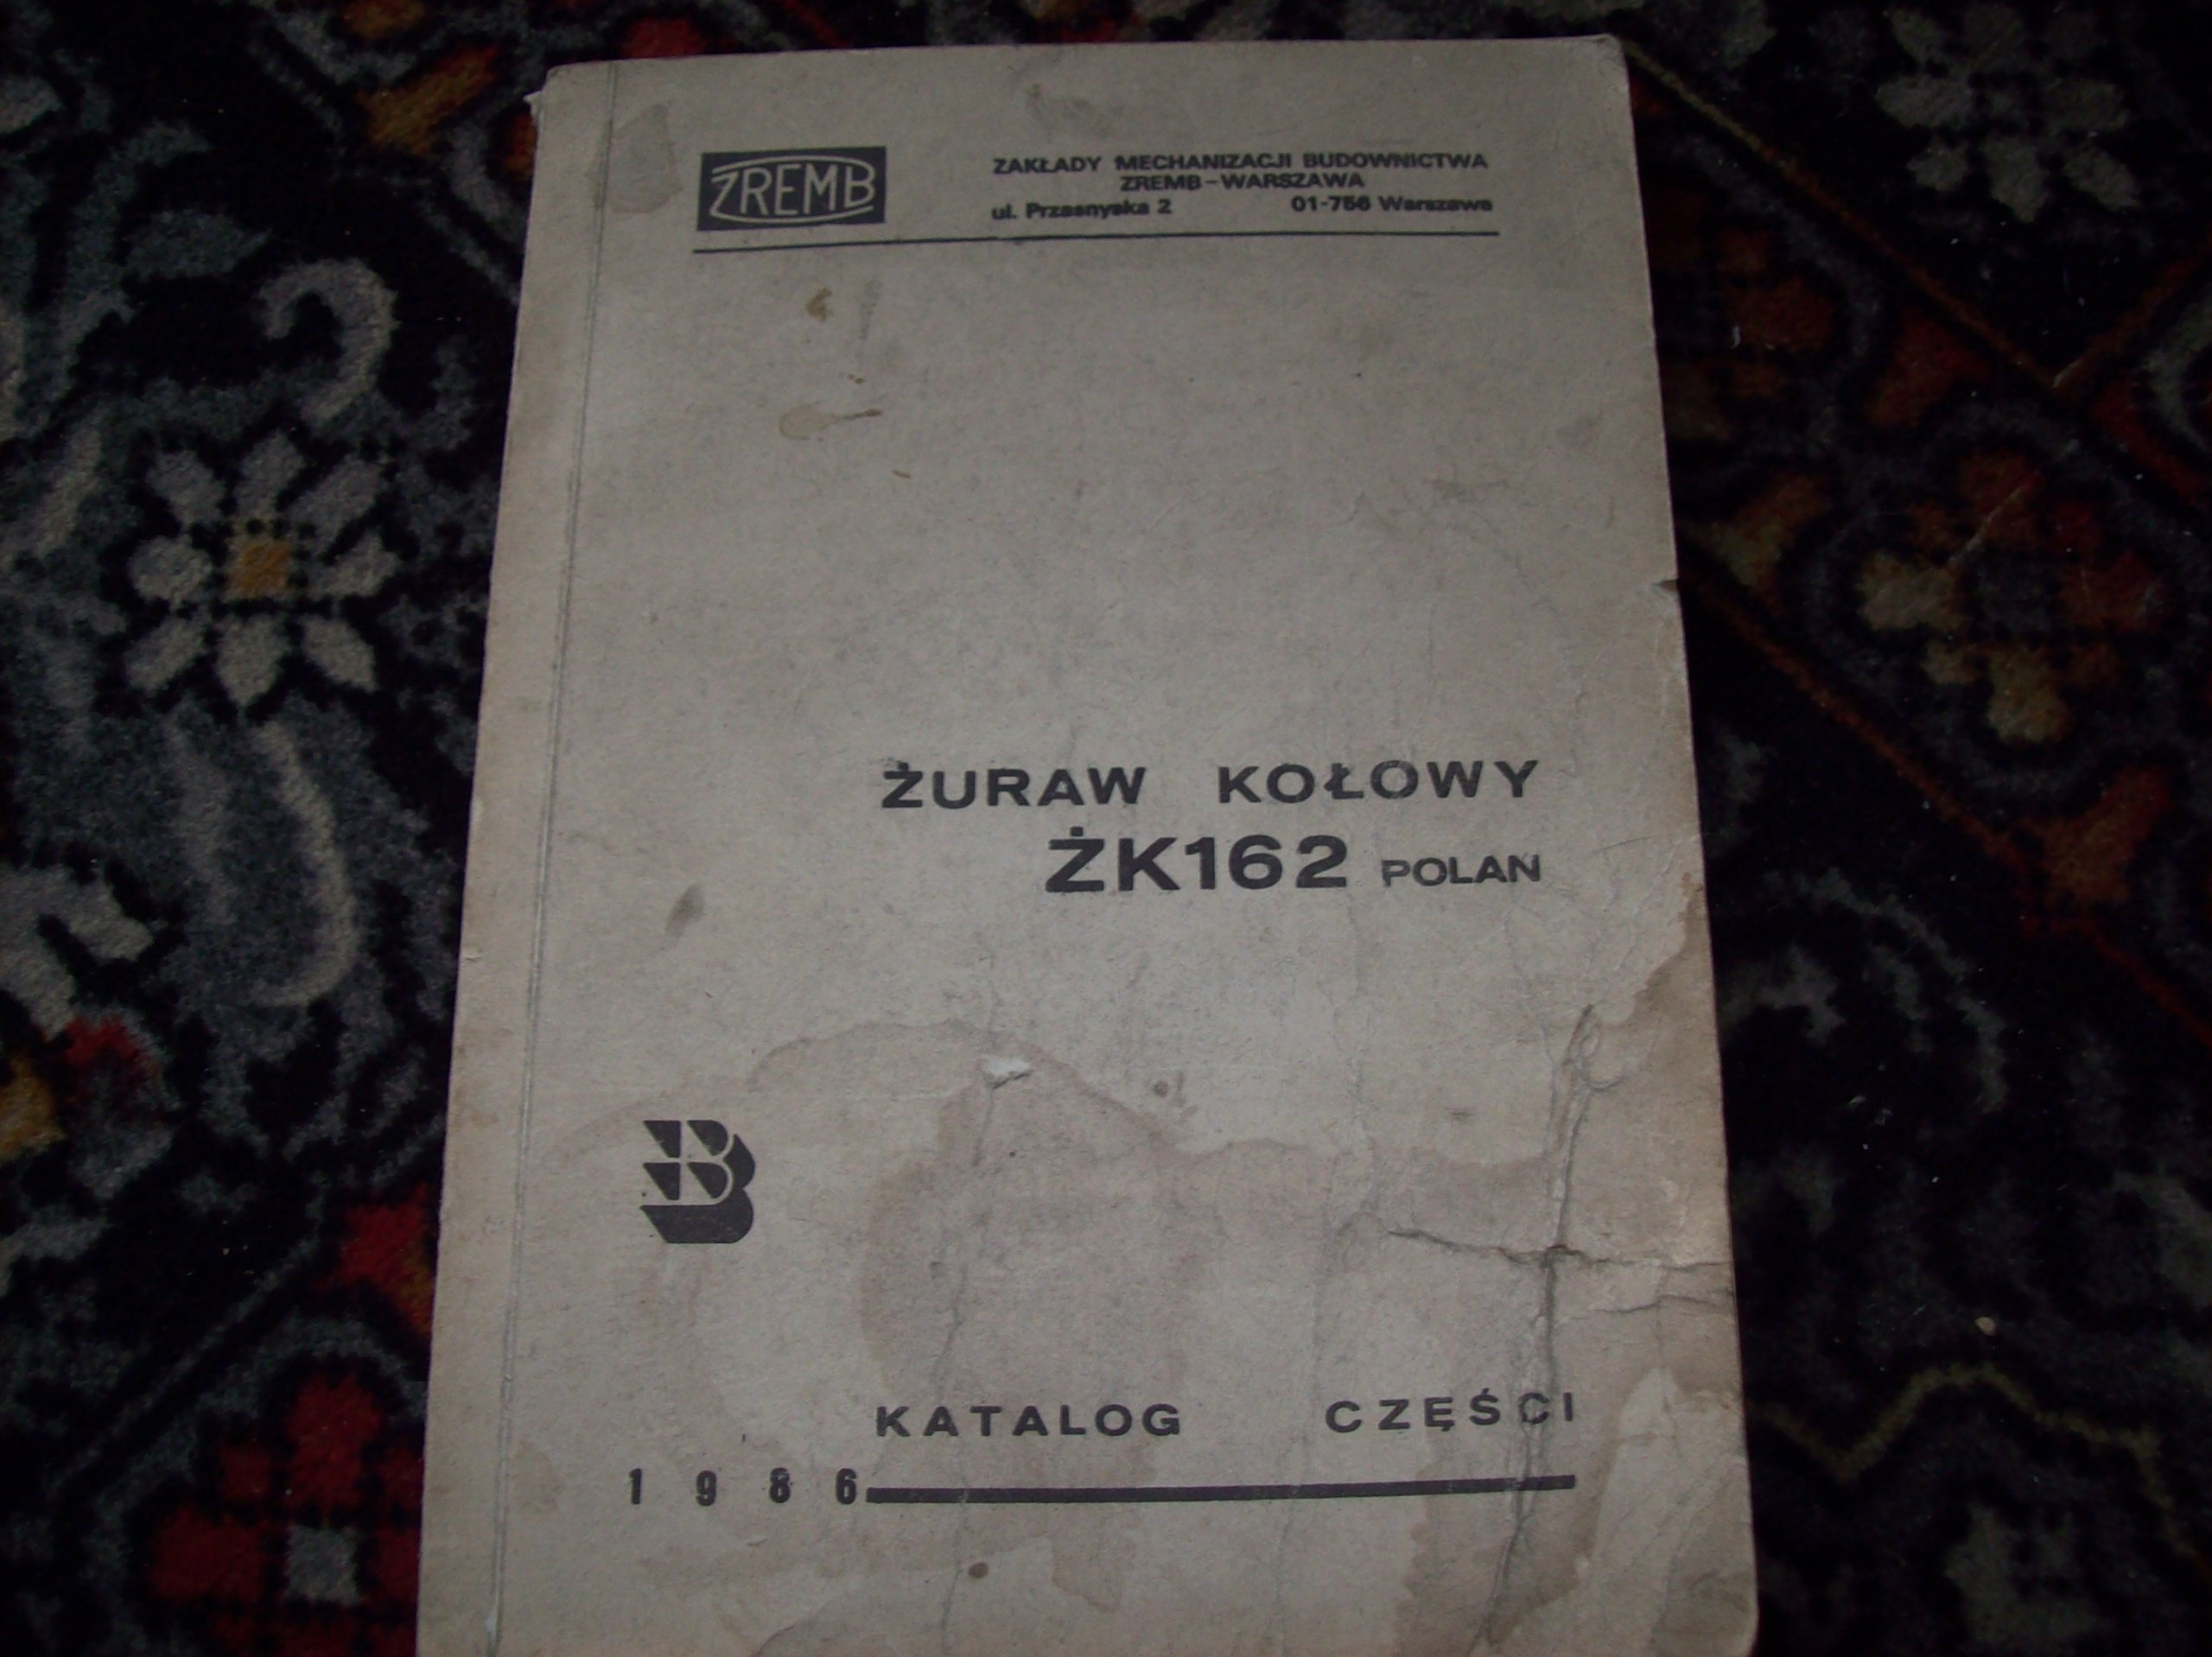 ZREMB
ZAKŁADY MECHANIZACJI BUDOWNICTWA
ZREMB-WARSZAWA
ul. Przasnyska 2 01-756 Warszawa
ŻURAW KOŁOWY
ŻK162 POLAN
KATALOG CZĘŚCI
1986